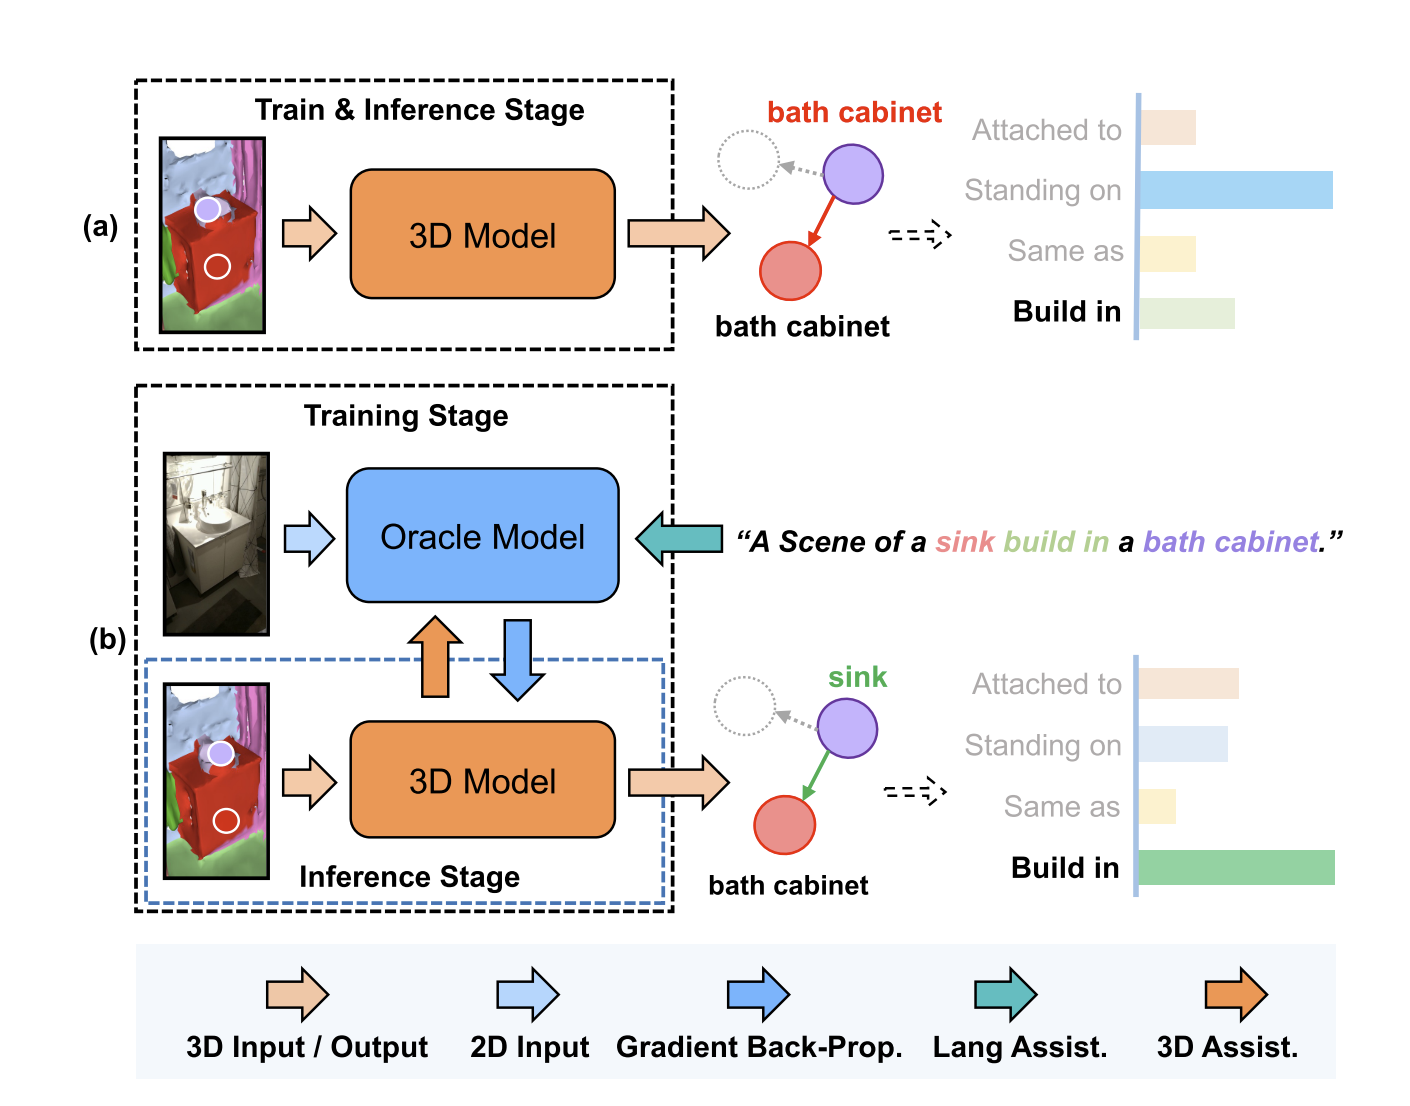 (a)
Train & Inference Stage
3D Model
bath cabinet
bath cabinet
Attached to
Standing on
Same as
Build in
(b)
Training Stage
Oracle Model
“A Scene of a sink build in a bath cabinet.”
3D Model
Inference Stage
sink
bath cabinet
Attached to
Standing on
Same as
Build in
3D Input / Output
2D Input
Gradient Back-Prop.
Lang Assist.
3D Assist.